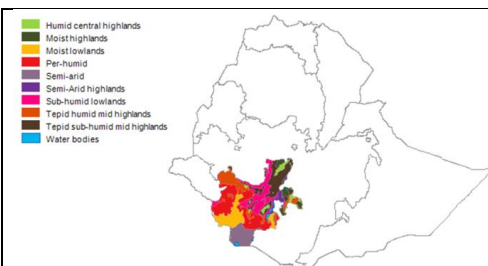 Humid central highlands
Moist highlands
Moist lowlands
Per-humid
Semi-arid
Semi-Arid highlands
Sub-humid lowlands
Tepid humid mid highlands
Tepid sub-humid mid highlands
Water bodies